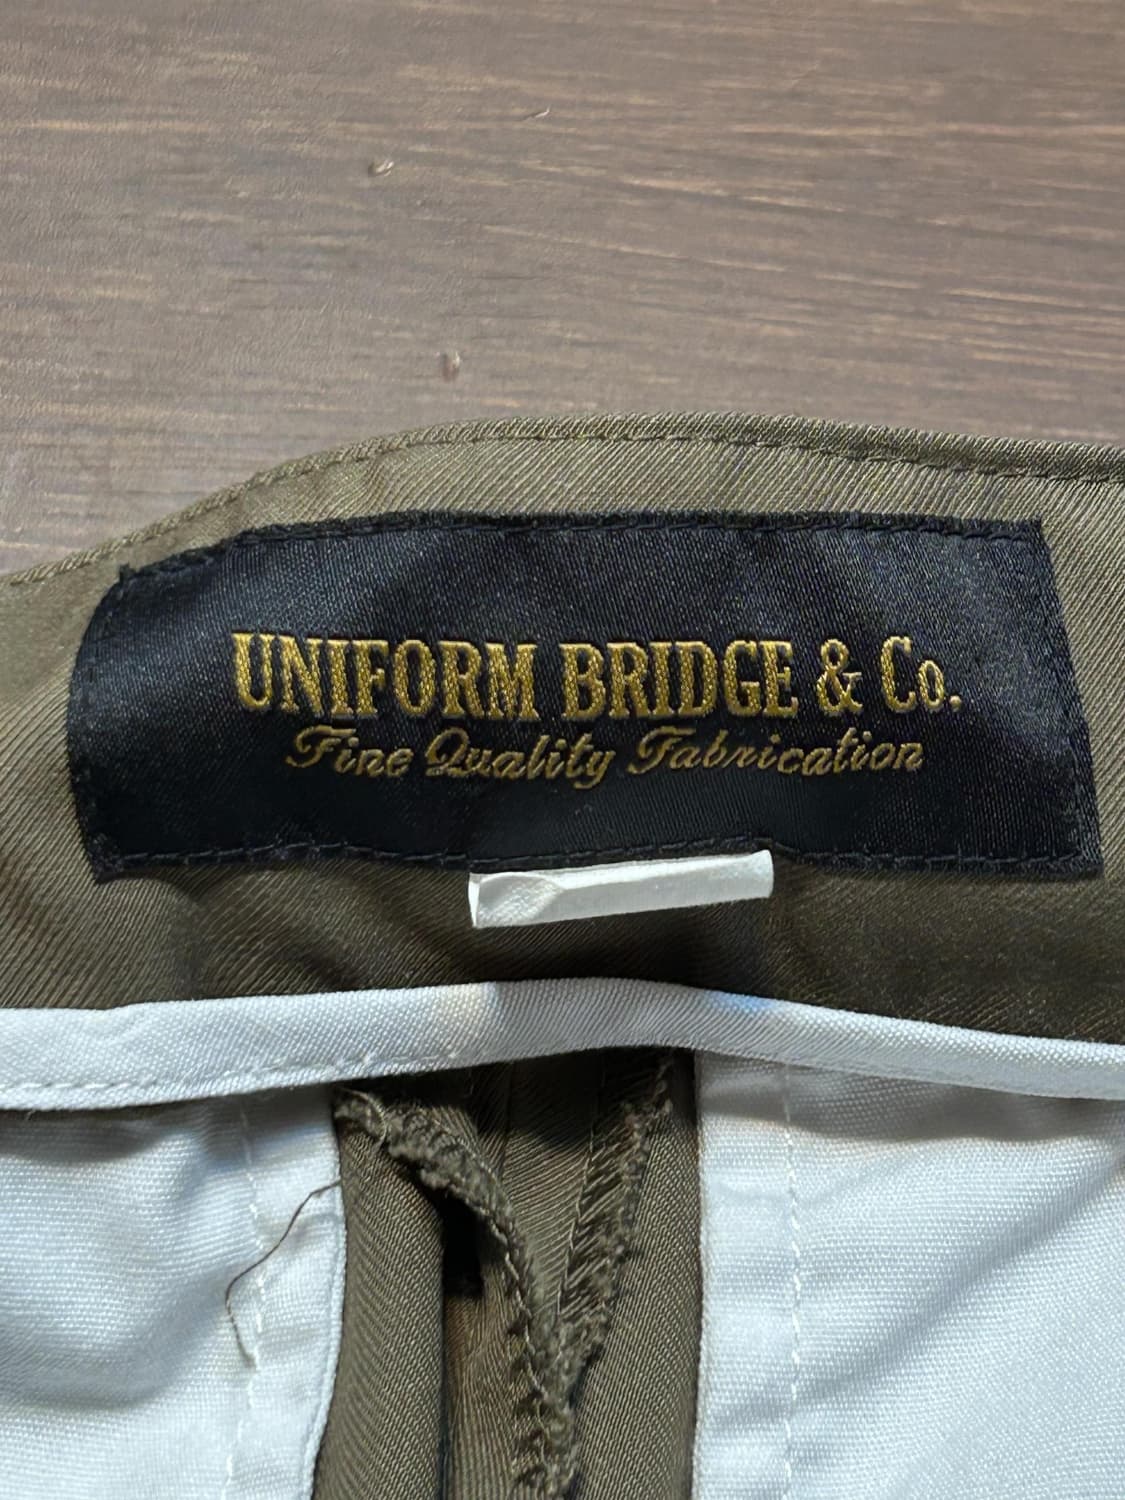 UNIFORM BRIDGE & Co.
Fine Quality Fabrication